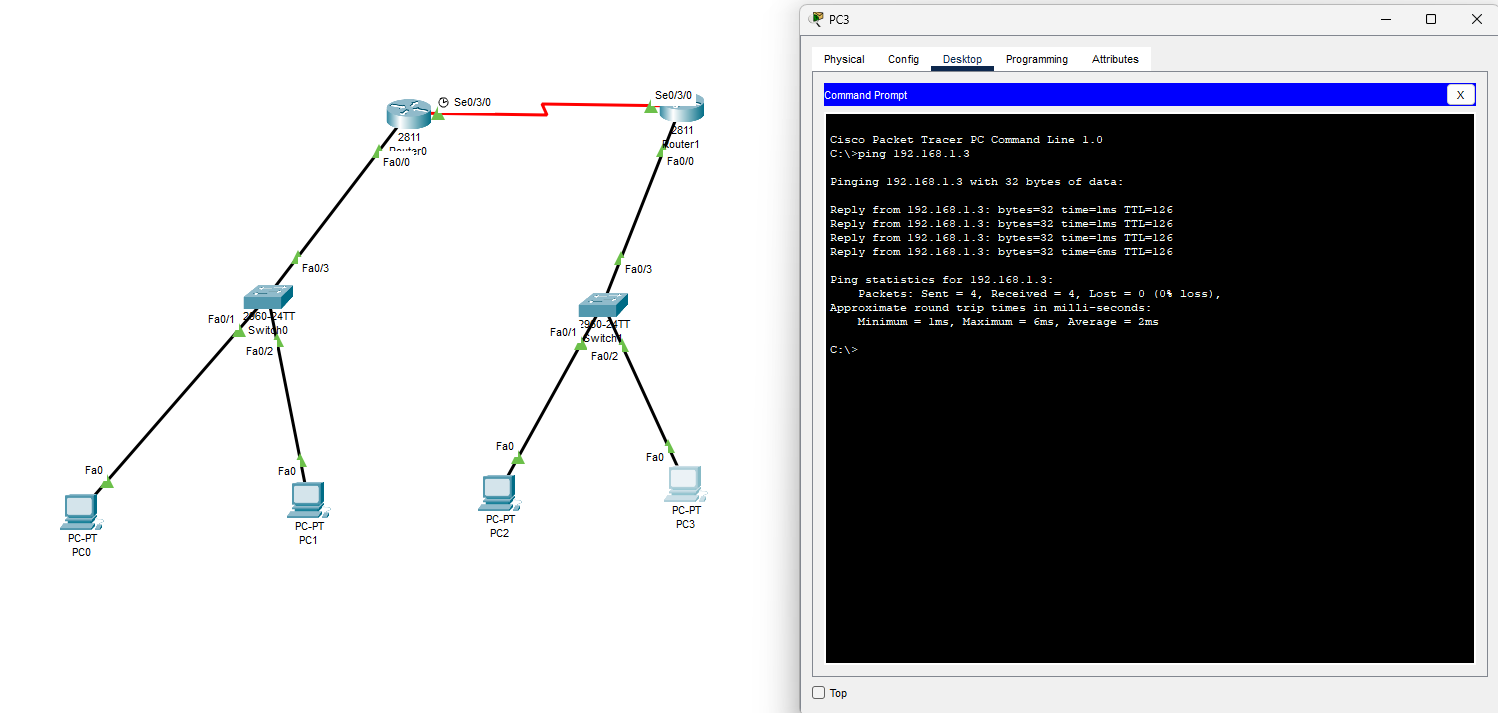 PC3
Physical Config Desktop Programming Attributes
Command Prompt
X
Cisco Packet Tracer PC Command Line 1.0
C:\>ping 192.168.1.3
Pinging 192.168.1.3 with 32 bytes of data:
Reply from 192.168.1.3: bytes=32 time=1ms TTL=126
Reply from 192.168.1.3: bytes=32 time=1ms TTL=126
Reply from 192.168.1.3: bytes=32 time=1ms TTL=126
Reply from 192.168.1.3: bytes=32 time=6ms TTL=126
Ping statistics for 192.168.1.3:
Packets: Sent = 4, Received = 4, Lost = 0 (0% loss),
Approximate round trip times in milli-seconds:
Minimum = 1ms, Maximum = 6ms, Average = 2ms
C:\>
Top
Se0/3/0
2811
Router0
Fa0/0
Se0/3/0
2811
Router1
Fa0/0
Fa0/3
2960-24TT
Switch0
Fa0/1
Fa0/2
Fa0/3
2960-24TT
Switch1
Fa0/1
Fa0/2
Fa0
PC-PT
PC0
Fa0
PC-PT
PC1
Fa0
PC-PT
PC2
Fa0
PC-PT
PC3